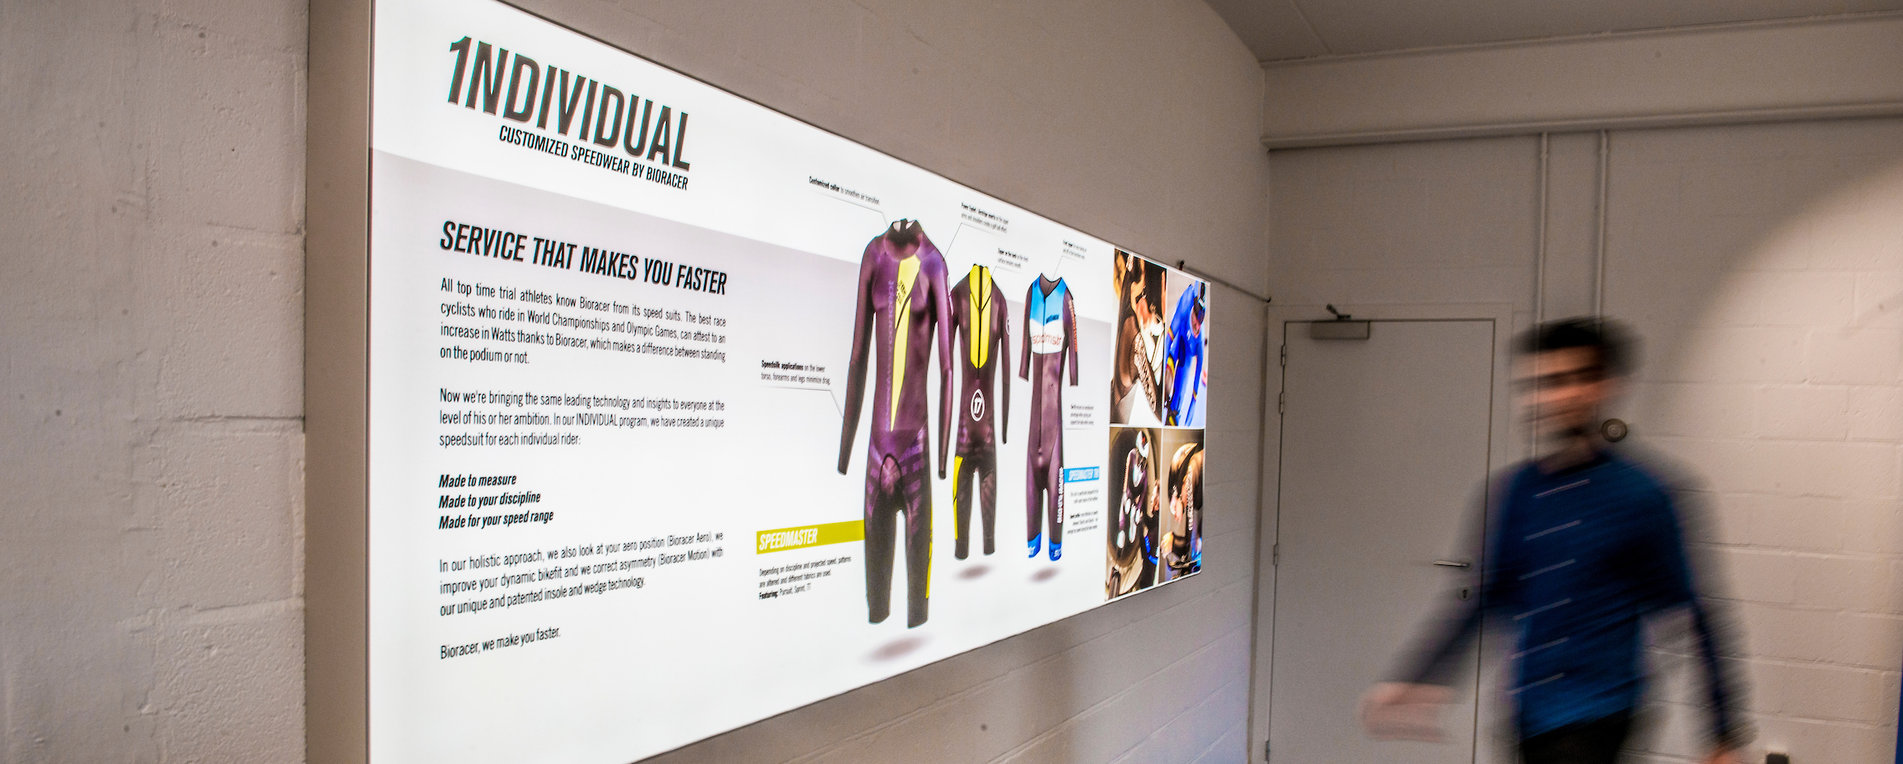 1NDIVIDUAL
CUSTOMIZED SPEEDWEAR BY BIORACER
SERVICE THAT MAKES YOU FASTER
All top time trial athletes know Bioracer from its speed suits. The best race
cyclists who ride in World Championships and Olympic Games, can attest to an
increase in Watts thanks to Bioracer, which makes a difference between standing
on the podium or not.
Now we're bringing the same leading technology and insights to everyone at the
level of his or her ambition. In our INDIVIDUAL program, we have created a unique
speedsuit for each individual rider:
Made to measure
Made to your discipline
Made for your speed range
In our holistic approach, we also look at your aero position (Bioracer Aero), we
improve your dynamic bikefit and we correct asymmetry (Bioracer Motion) with
our unique and patented insole and wedge technology.
Bioracer, we make you faster.
Customized collar to smoothen air transition.
Speedsilk applications on the lower
torso, forearms and legs minimize drag.
SPEEDMASTER
Depending on discipline and projected speed, patterns
are altered and different fabrics are used.
Featuring: Pursuit, Sprint, TT
17
SPEEDMASTER